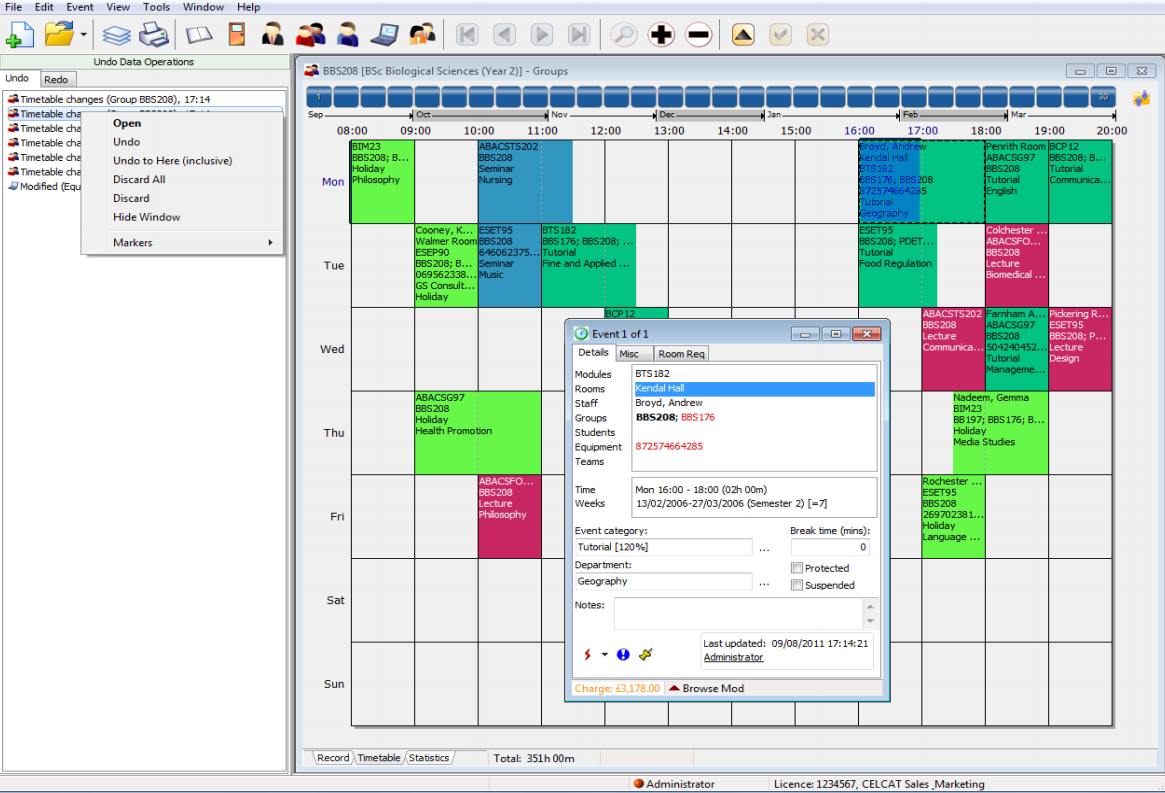 File Edit Event View Tools Window Help
Undo Data Operations
Undo Redo
Timetable changes (Group BBS208), 17:14
Timetable cha
Timetable cha
Timetable cha
Timetable cha
Timetable cha
Modified (Equ
Open
Undo
Undo to Here (inclusive)
Discard All
Discard
Hide Window
Markers
BBS208 [BSc Biological Sciences (Year 2)] - Groups
1 30
Sep Oct Nov Dec Jan Feb Mar
08:00 09:00 10:00 11:00 12:00 13:00 14:00 15:00 16:00 17:00 18:00 19:00 20:00
Mon
BIM23
BBS208; B...
Holiday
Philosophy
ABACSTS202
BBS208
Seminar
Nursing
Broyd, Andrew
Kendal Hall
BTS182
BBS176; BBS208
872574664285
Tutorial
Geography
Penrith Room
ABACSG97
BBS208
Tutorial
English
BCP12
BBS208; B...
Tutorial
Communica...
Tue
Cooney, K...
Walmer Room
ESEP90
BBS208; B...
069562338...
GS Consult...
Holiday
ESET95
BBS208
646062375...
Seminar
Music
BTS182
BBS176; BBS208; ...
Tutorial
Fine and Applied ...
ESET95
BBS208; PDET...
Tutorial
Food Regulation
Colchester ...
ABACSFO...
BBS208
Lecture
Biomedical ...
Wed
BCP12
ABACSTS202
BBS208
Lecture
Communica...
Farnham A...
ABACSG97
BBS208
504240452...
Tutorial
Manageme...
Pickering R...
ESET95
BBS208; P...
Lecture
Design
Thu
ABACSG97
BBS208
Holiday
Health Promotion
Nadeem, Gemma
BIM23
BB197; BBS176; B...
Holiday
Media Studies
Fri
ABACSFO...
BBS208
Lecture
Philosophy
Rochester ...
ESET95
BBS208
269702381...
Holiday
Language ...
Sat
Sun
Event 1 of 1
Details Misc Room Req
Modules BTS182
Rooms Kendal Hall
Staff Broyd, Andrew
Groups BBS208; BBS176
Students
Equipment 872574664285
Teams
Time Mon 16:00 - 18:00 (02h 00m)
Weeks 13/02/2006-27/03/2006 (Semester 2) [=7]
Event category: Break time (mins):
Tutorial [120%] ... 0
Department: Protected
Geography ... Suspended
Notes:
Last updated: 09/08/2011 17:14:21
Administrator
Charge: £3,178.00 Browse Mod
Record Timetable Statistics Total: 351h 00m
Administrator Licence: 1234567, CELCAT Sales_Marketing